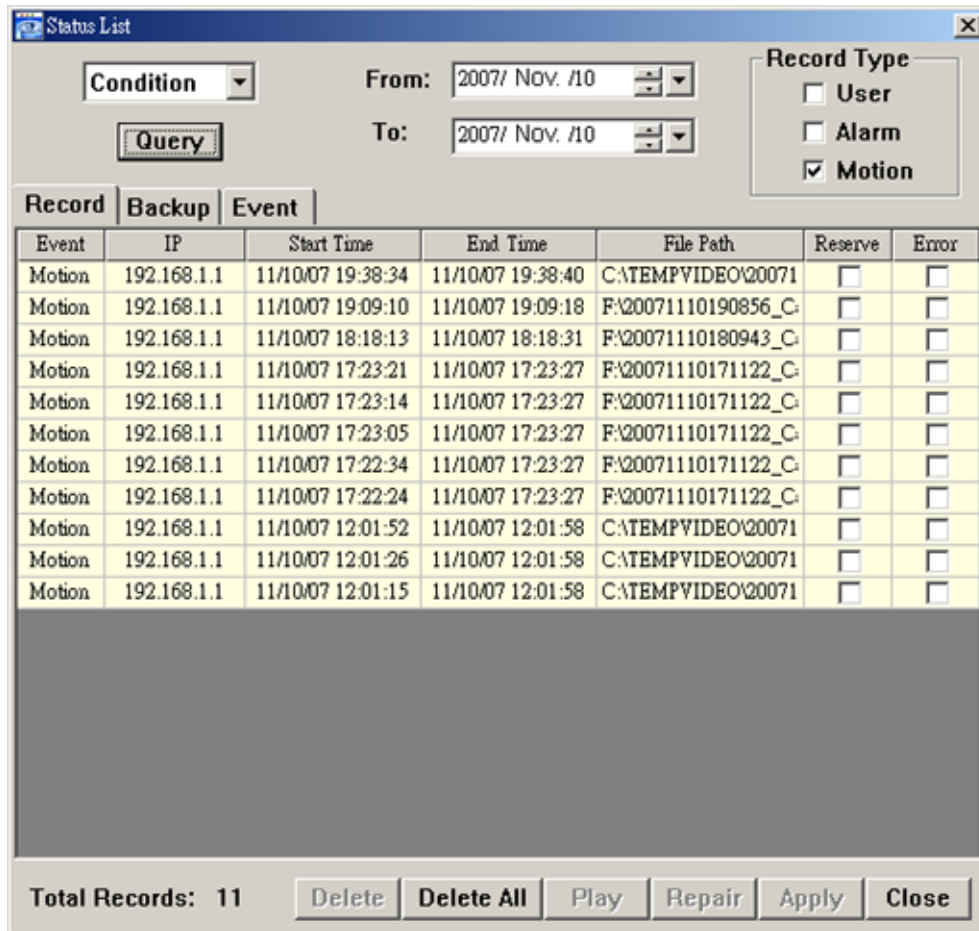 Status List
Condition From: 2007/ Nov. /10 Record Type
User
Query To: 2007/ Nov. /10 Alarm
Motion
Record Backup Event
Event IP Start Time End Time File Path Reserve Error
Motion 192.168.1.1 11/10/07 19:38:34 11/10/07 19:38:40 C:\TEMPVIDEO\20071
Motion 192.168.1.1 11/10/07 19:09:10 11/10/07 19:09:18 F:\20071110190856_C
Motion 192.168.1.1 11/10/07 18:18:13 11/10/07 18:18:31 F:\20071110180943_C
Motion 192.168.1.1 11/10/07 17:23:21 11/10/07 17:23:27 F:\20071110171122_C
Motion 192.168.1.1 11/10/07 17:23:14 11/10/07 17:23:27 F:\20071110171122_C
Motion 192.168.1.1 11/10/07 17:23:05 11/10/07 17:23:27 F:\20071110171122_C
Motion 192.168.1.1 11/10/07 17:22:34 11/10/07 17:23:27 F:\20071110171122_C
Motion 192.168.1.1 11/10/07 17:22:24 11/10/07 17:23:27 F:\20071110171122_C
Motion 192.168.1.1 11/10/07 12:01:52 11/10/07 12:01:58 C:\TEMPVIDEO\20071
Motion 192.168.1.1 11/10/07 12:01:26 11/10/07 12:01:58 C:\TEMPVIDEO\20071
Motion 192.168.1.1 11/10/07 12:01:15 11/10/07 12:01:58 C:\TEMPVIDEO\20071
Total Records: 11 Delete Delete All Play Repair Apply Close